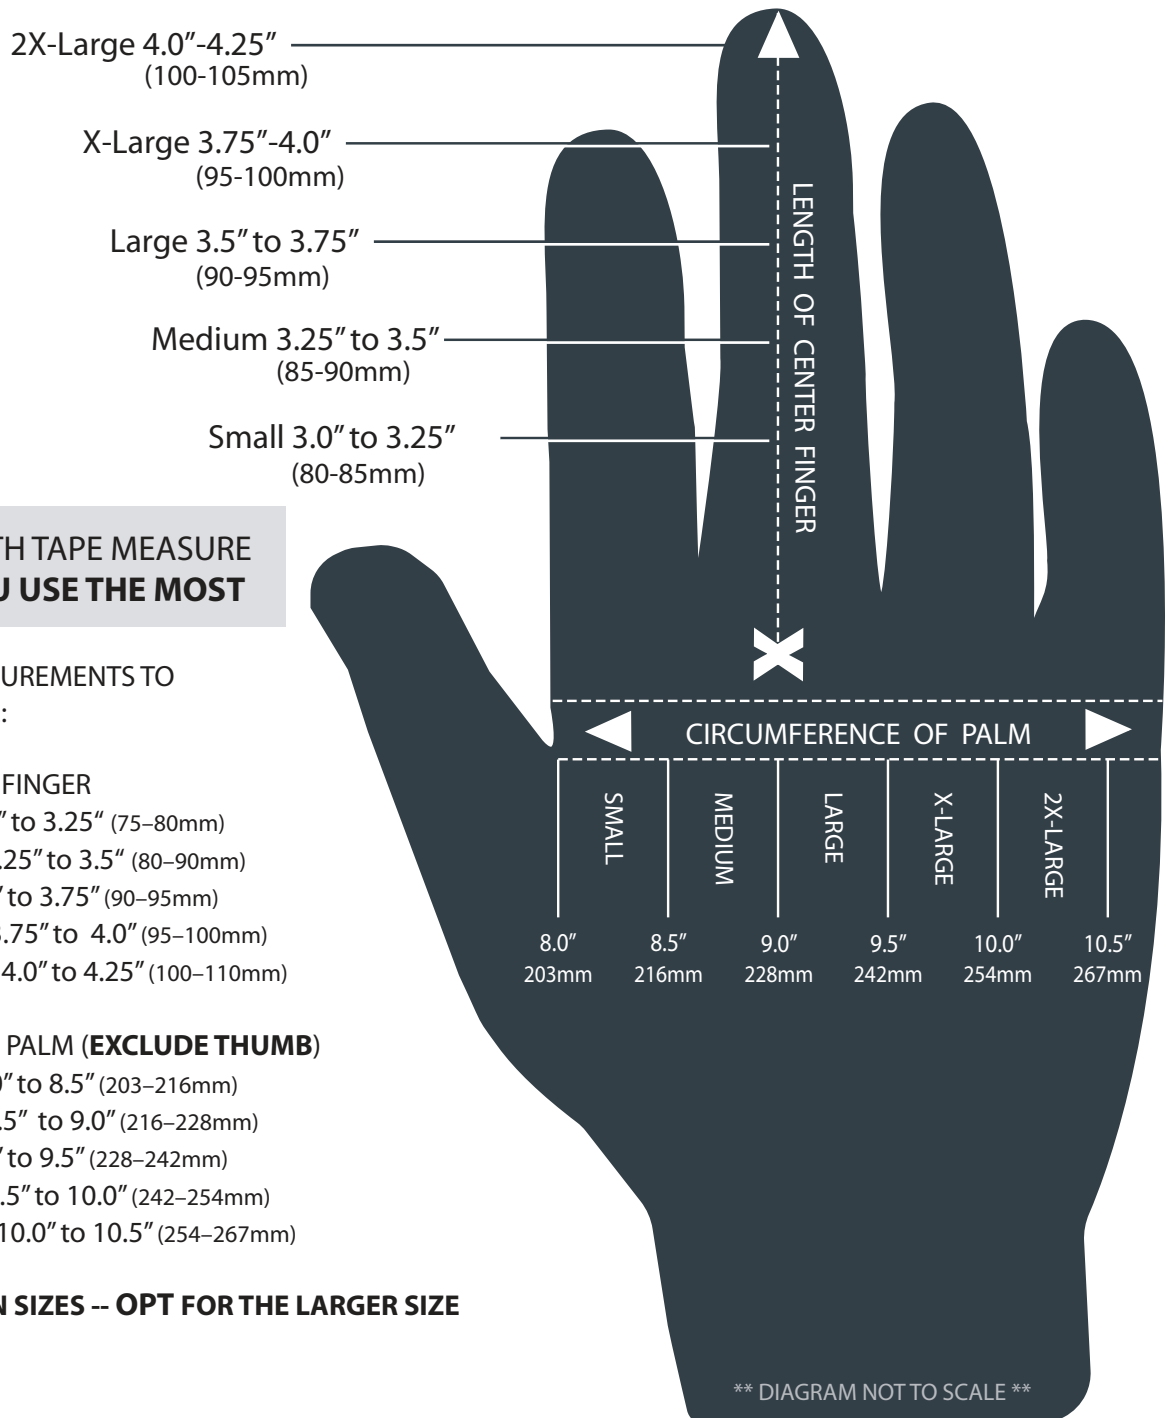 2X-Large 4.0”-4.25”
(100-105mm)
X-Large 3.75”-4.0”
(95-100mm)
Large 3.5” to 3.75”
(90-95mm)
Medium 3.25” to 3.5”
(85-90mm)
Small 3.0” to 3.25”
(80-85mm)
LENGTH OF CENTER FINGER
TH TAPE MEASURE
U USE THE MOST
UREMENTS TO
:
FINGER
” to 3.25“ (75–80mm)
.25” to 3.5“ (80–90mm)
” to 3.75” (90–95mm)
3.75” to 4.0” (95–100mm)
4.0” to 4.25” (100–110mm)
PALM (EXCLUDE THUMB)
0” to 8.5” (203–216mm)
.5” to 9.0” (216–228mm)
” to 9.5” (228–242mm)
.5” to 10.0” (242–254mm)
10.0” to 10.5” (254–267mm)
N SIZES -- OPT FOR THE LARGER SIZE
CIRCUMFERENCE OF PALM
SMALL
MEDIUM
LARGE
X-LARGE
2X-LARGE
8.0” 8.5” 9.0” 9.5” 10.0” 10.5”
203mm 216mm 228mm 242mm 254mm 267mm
** DIAGRAM NOT TO SCALE **